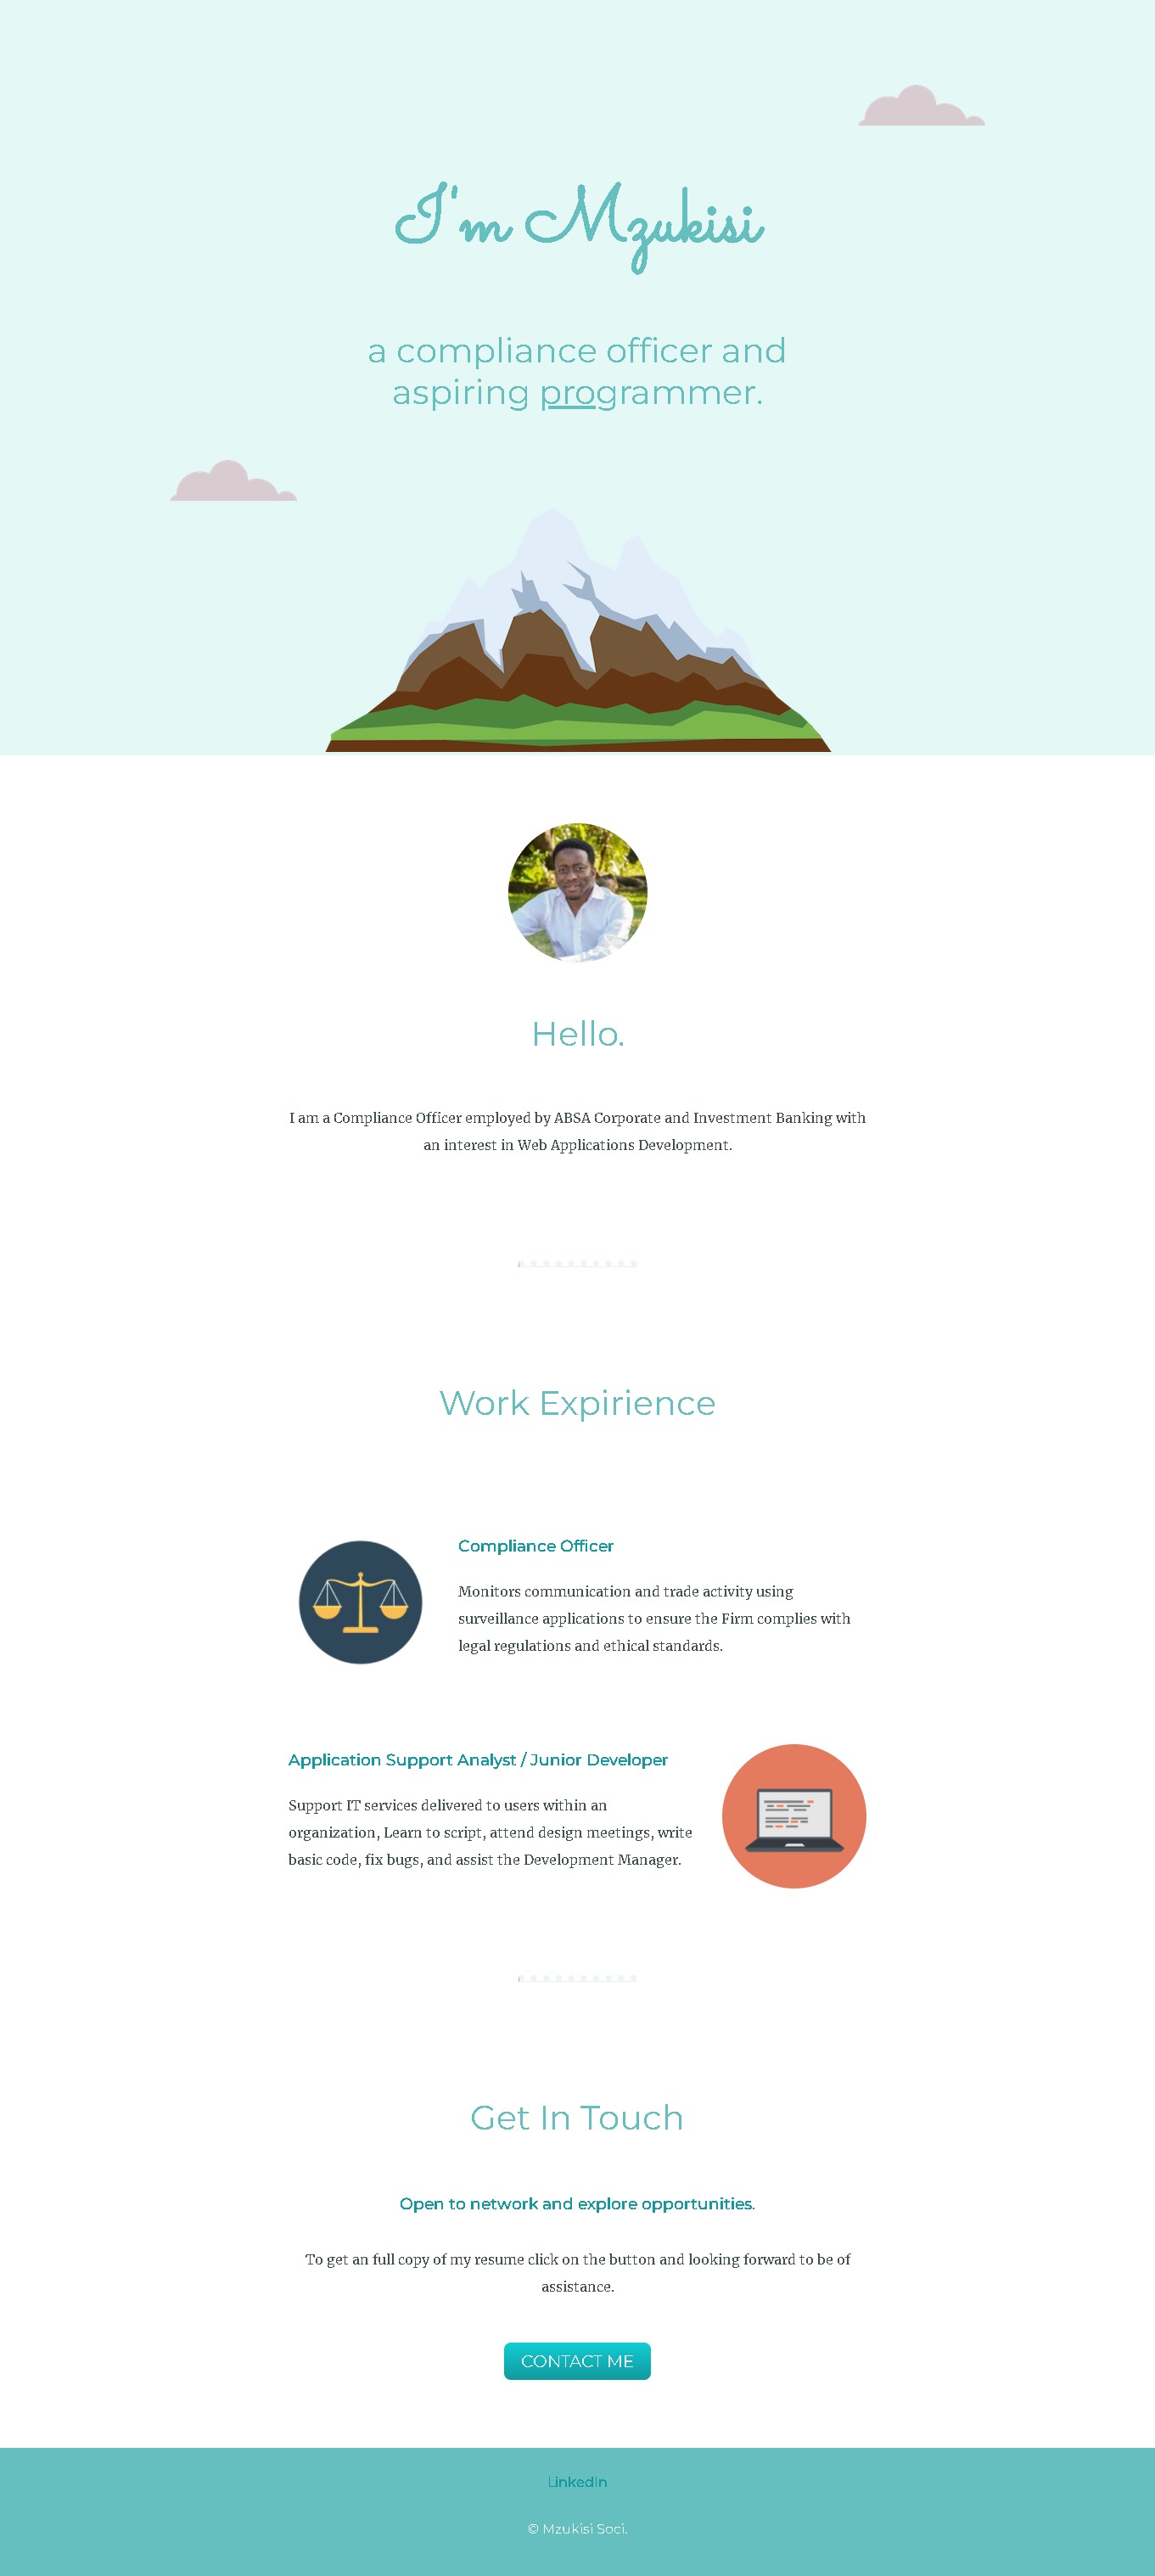 I'm Mzukisi
a compliance officer and
aspiring programmer.
Hello.
I am a Compliance Officer employed by ABSA Corporate and Investment Banking with
an interest in Web Applications Development.
Work Expirience
Compliance Officer
Monitors communication and trade activity using
surveillance applications to ensure the Firm complies with
legal regulations and ethical standards.
Application Support Analyst / Junior Developer
Support IT services delivered to users within an
organization, Learn to script, attend design meetings, write
basic code, fix bugs, and assist the Development Manager.
Get In Touch
Open to network and explore opportunities.
To get an full copy of my resume click on the button and looking forward to be of
assistance.
CONTACT ME
LinkedIn
© Mzukisi Soci.